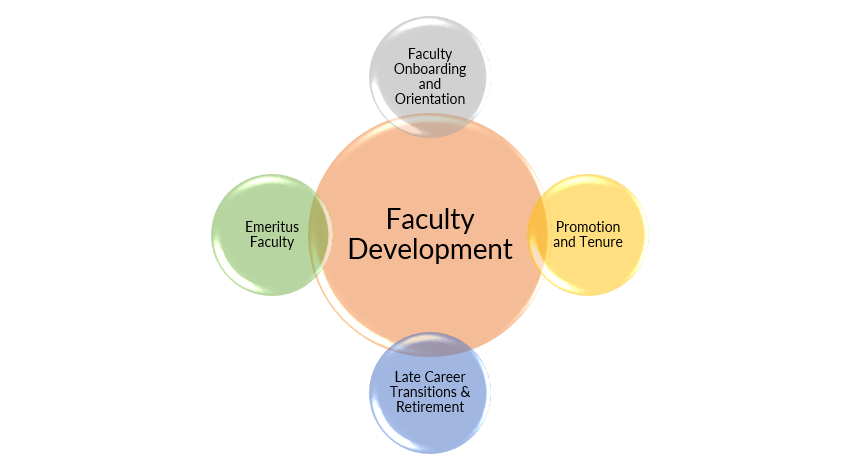 Faculty
Onboarding
and
Orientation
Faculty
Development
Emeritus
Faculty
Promotion
and Tenure
Late Career
Transitions &
Retirement